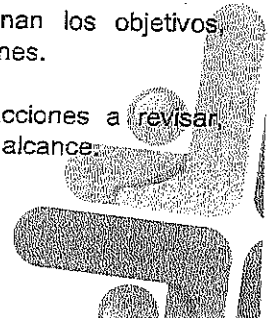 nan los objetivos,
nes.
cciones a revisar,
alcance.